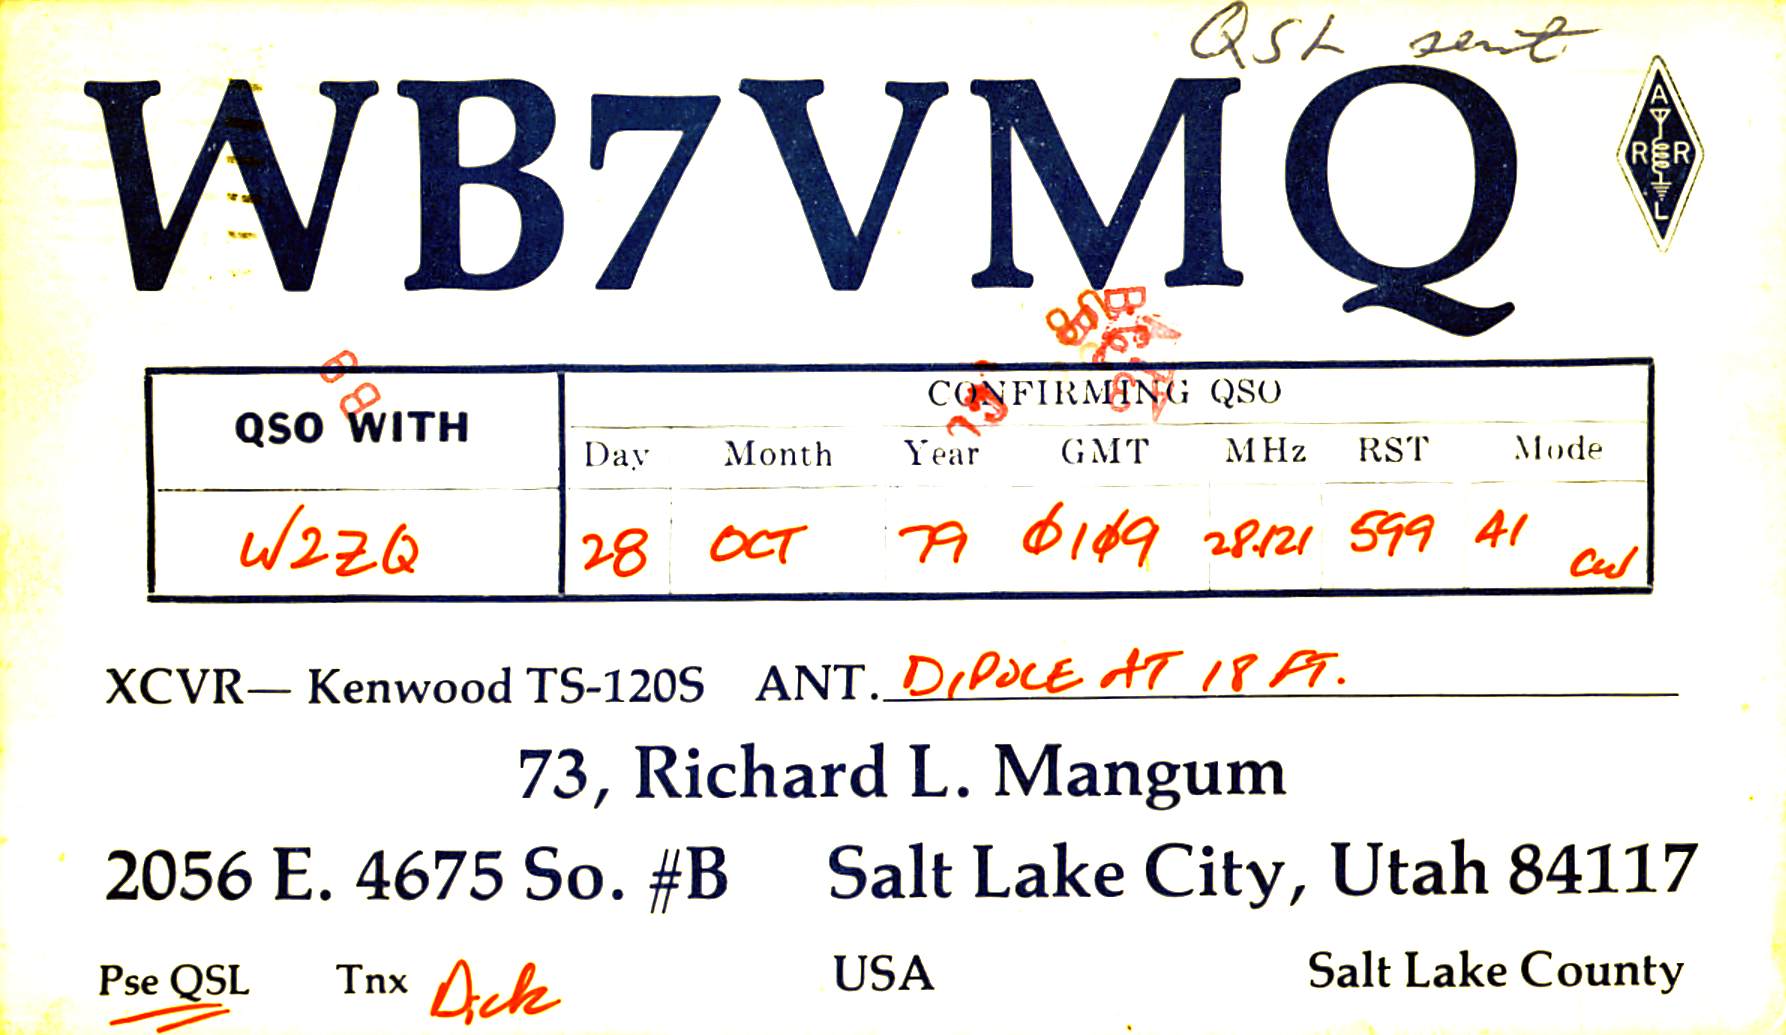 QSL sent
WB7VMQ
A
R R
L
QSO WITH
CONFIRMING QSO
Day Month Year GMT MHz RST Mode
W2ZQ 28 OCT 79 Ø1Ø9 28.121 599 A1 CW
XCVR— Kenwood TS-120S ANT. DIPOLE AT 18 FT.
73, Richard L. Mangum
2056 E. 4675 So. #B Salt Lake City, Utah 84117
Pse QSL Tnx Dick USA Salt Lake County